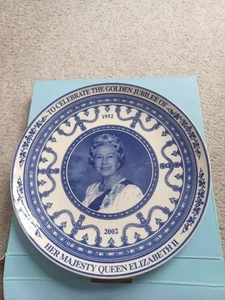 TO CELEBRATE THE GOLDEN JUBILEE OF
1952
2002
HER MAJESTY QUEEN ELIZABETH II